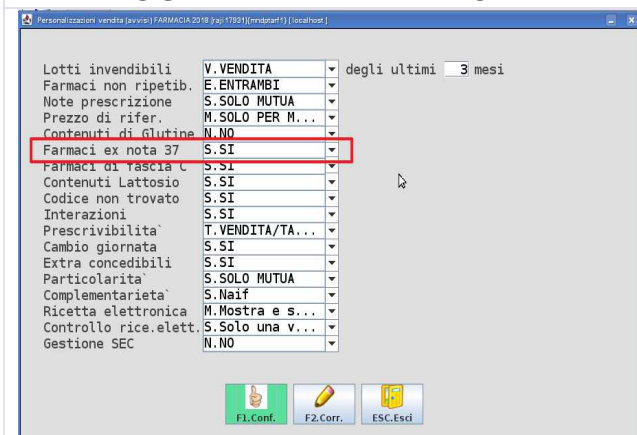 Personalizzazioni vendita (avvisi) FARMACIA 2018 [raji17931](mndptarf1) [localhost]
Lotti invendibili V.VENDITA degli ultimi 3 mesi
Farmaci non ripetib. E.ENTRAMBI
Note prescrizione S.SOLO MUTUA
Prezzo di rifer. M.SOLO PER M...
Contenuti di Glutine N.NO
Farmaci ex nota 37 S.SI
Farmaci di fascia C S.SI
Contenuti Lattosio S.SI
Codice non trovato S.SI
Interazioni S.SI
Prescrivibilita` T.VENDITA/TA...
Cambio giornata S.SI
Extra concedibili S.SI
Particolarita` S.SOLO MUTUA
Complementarieta` S.Naif
Ricetta elettronica M.Mostra e s...
Controllo rice.elett. S.Solo una v...
Gestione SEC N.NO
F1.Conf. F2.Corr. ESC.Esci